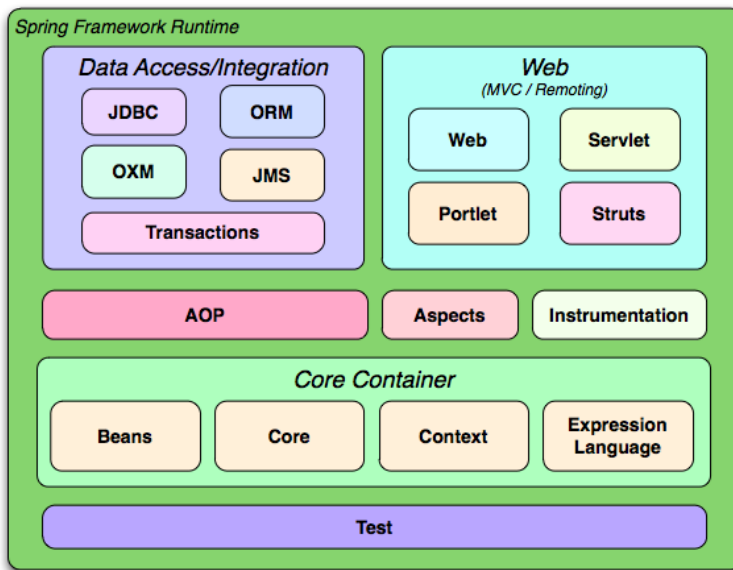 Spring Framework Runtime
Data Access/Integration
JDBC
ORM
OXM
JMS
Transactions
Web
(MVC / Remoting)
Web
Servlet
Portlet
Struts
AOP
Aspects
Instrumentation
Core Container
Beans
Core
Context
Expression
Language
Test